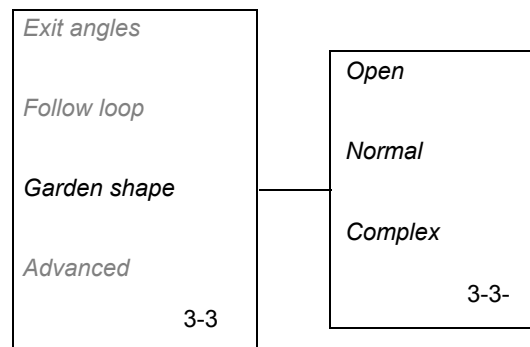 Exit angles
Follow loop
Garden shape
Advanced
3-3
Open
Normal
Complex
3-3-